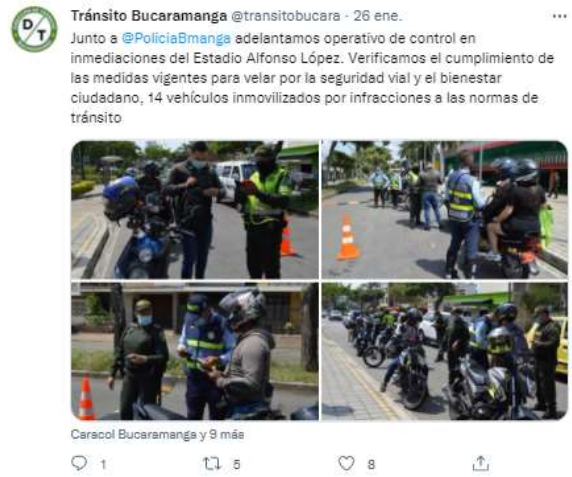 Tránsito Bucaramanga @transitobucara · 26 ene.
Junto a @PoliciaBmanga adelantamos operativo de control en
inmediaciones del Estadio Alfonso López. Verificamos el cumplimiento de
las medidas vigentes para velar por la seguridad vial y el bienestar
ciudadano, 14 vehículos inmovilizados por infracciones a las normas de
tránsito
D
T
Caracol Bucaramanga y 9 más
1 5 8